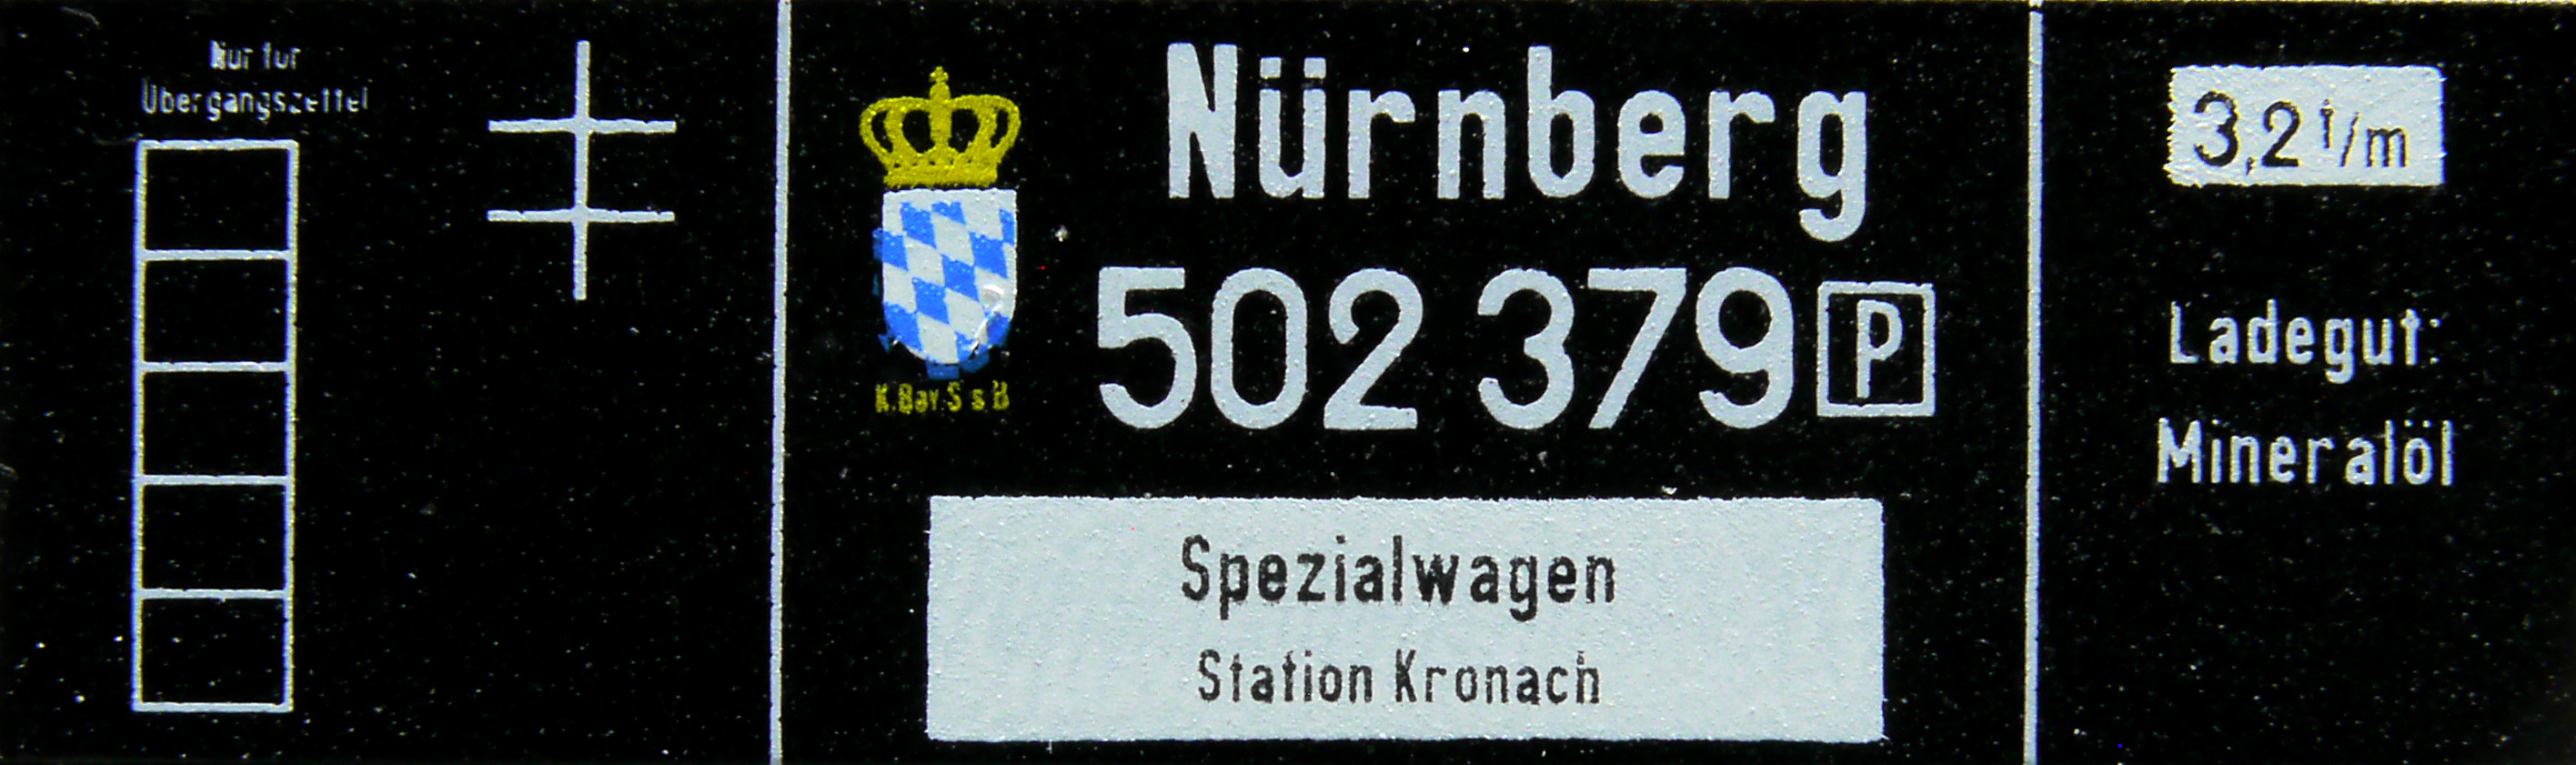 Nur für
Übergangszettel
Nürnberg
502 379 P
K.Bay.S s B
Spezialwagen
Station Kronach
3,2 t/m
Ladegut:
Mineralöl